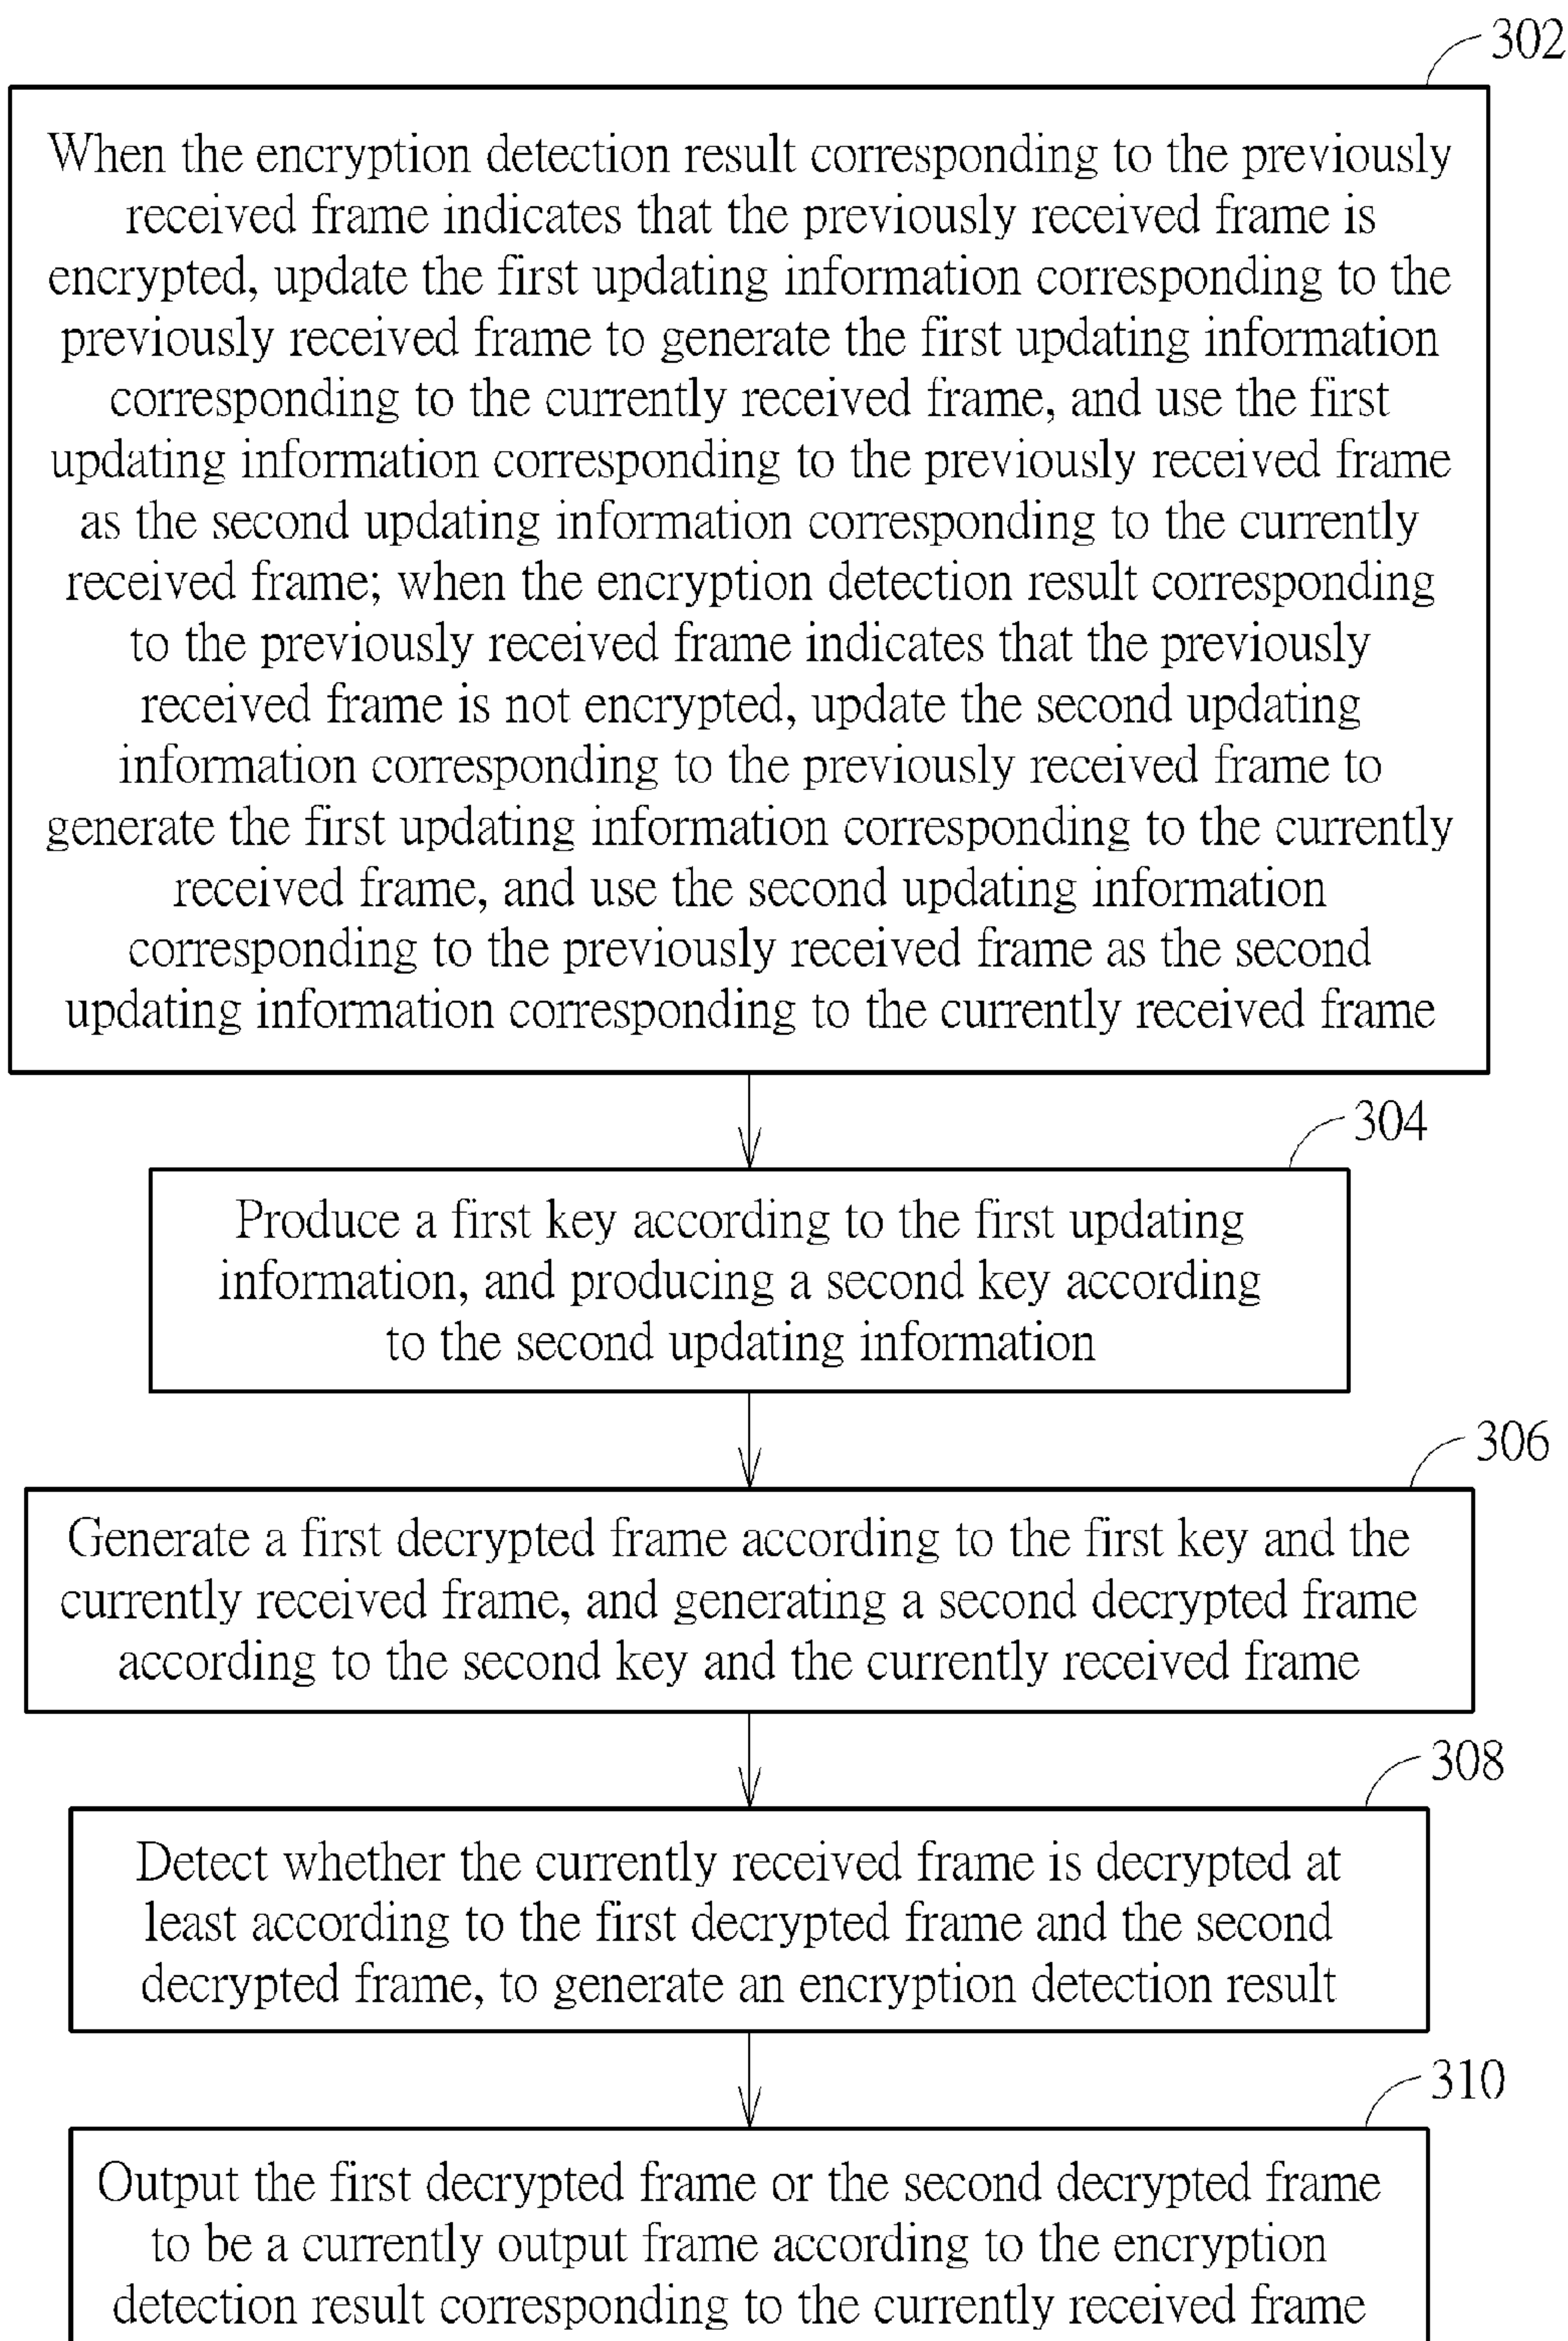 302
When the encryption detection result corresponding to the previously
received frame indicates that the previously received frame is
encrypted, update the first updating information corresponding to the
previously received frame to generate the first updating information
corresponding to the currently received frame, and use the first
updating information corresponding to the previously received frame
as the second updating information corresponding to the currently
received frame; when the encryption detection result corresponding
to the previously received frame indicates that the previously
received frame is not encrypted, update the second updating
information corresponding to the previously received frame to
generate the first updating information corresponding to the currently
received frame, and use the second updating information
corresponding to the previously received frame as the second
updating information corresponding to the currently received frame
304
Produce a first key according to the first updating
information, and producing a second key according
to the second updating information
306
Generate a first decrypted frame according to the first key and the
currently received frame, and generating a second decrypted frame
according to the second key and the currently received frame
308
Detect whether the currently received frame is decrypted at
least according to the first decrypted frame and the second
decrypted frame, to generate an encryption detection result
310
Output the first decrypted frame or the second decrypted frame
to be a currently output frame according to the encryption
detection result corresponding to the currently received frame